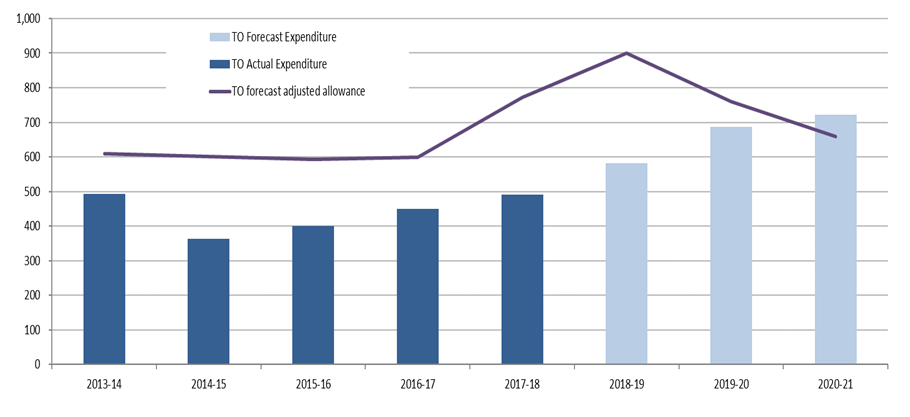 1,000
900
800
700
600
500
400
300
200
100
0
TO Forecast Expenditure
TO Actual Expenditure
TO forecast adjusted allowance
2013-14 2014-15 2015-16 2016-17 2017-18 2018-19 2019-20 2020-21